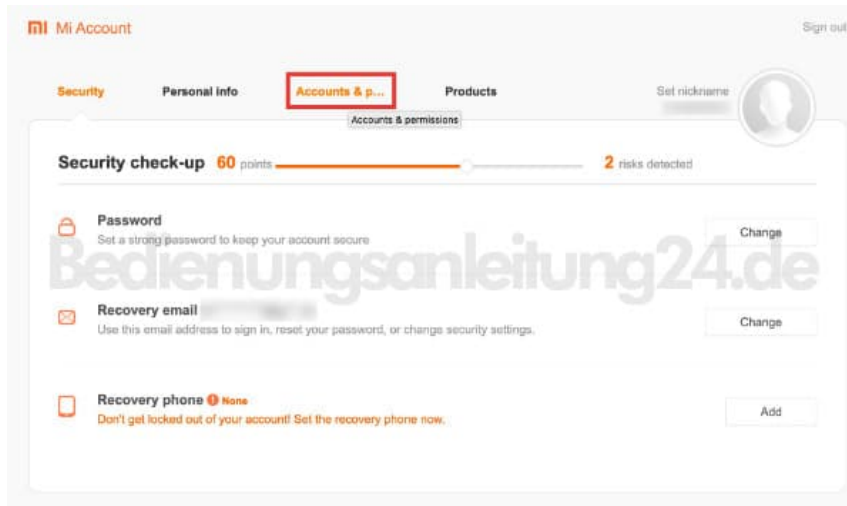 mi Mi Account
Sign out
Security
Personal info
Accounts & p...
Products
Set nickname
Accounts & permissions
Security check-up 60 points
2 risks detected
Password
Set a strong password to keep your account secure
Change
Bedienungsanleitung24.de
Recovery email
Use this email address to sign in, reset your password, or change security settings.
Change
Recovery phone ! None
Don't get locked out of your account! Set the recovery phone now.
Add